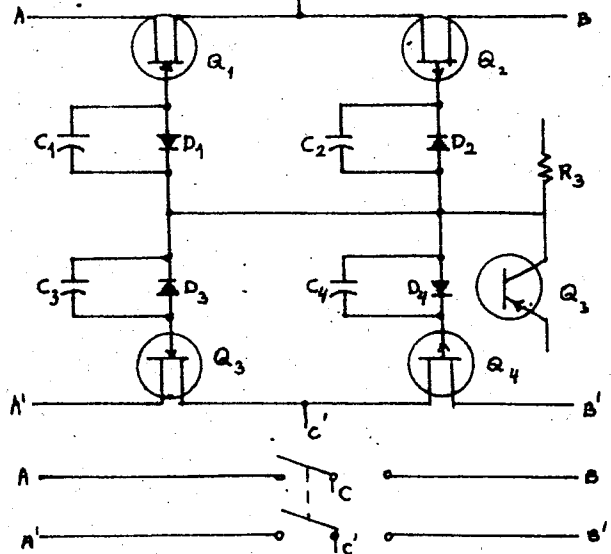 A B
Q1 Q2
C1 D1 C2 D2 R3
C3 D3 C4 D4 Q3
Q3 Q4
A' C' B'
A C B
A' C' B'